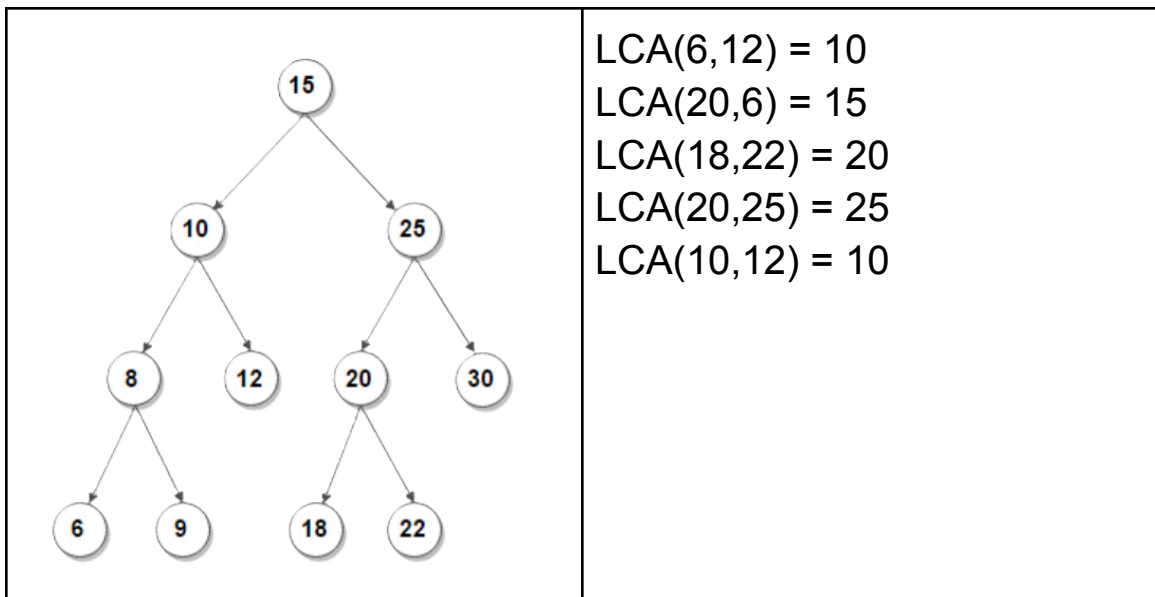 15
10
25
8
12
20
30
6
9
18
22
LCA(6,12) = 10
LCA(20,6) = 15
LCA(18,22) = 20
LCA(20,25) = 25
LCA(10,12) = 10